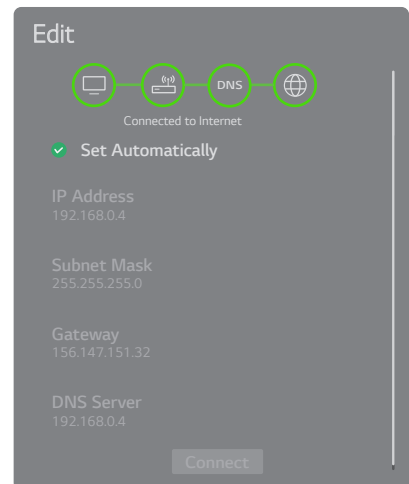 Edit
DNS
Connected to Internet
Set Automatically
IP Address
192.168.0.4
Subnet Mask
255.255.255.0
Gateway
156.147.151.32
DNS Server
192.168.0.4
Connect